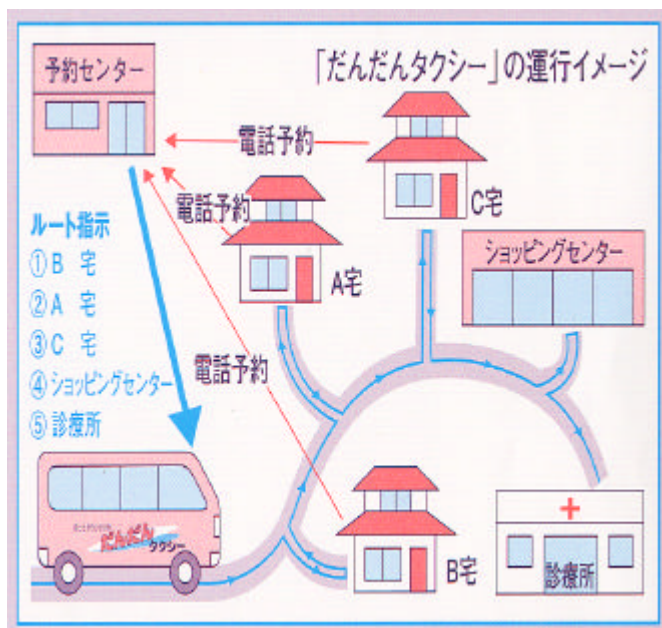 「だんだんタクシー」の運行イメージ
予約センター
電話予約
電話予約
C宅
ルート指示
①B 宅
②A 宅
③C 宅
④ショッピングセンター
⑤診療所
A宅
ショッピングセンター
電話予約
だんだん
タクシー
B宅
診療所